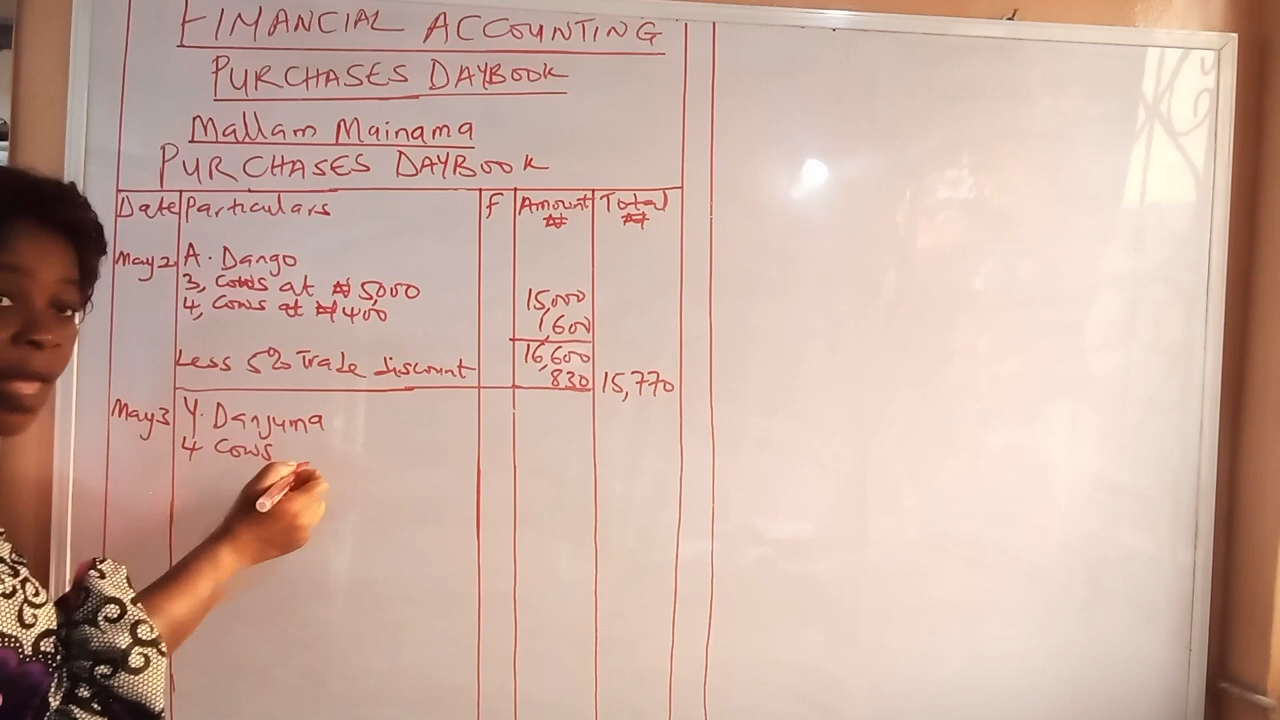 FINANCIAL ACCOUNTING
PURCHASES DAYBOOK
Mallam Mainama
PURCHASES DAYBOOK
Date Particulars F Amount Total
₦ ₦
May 2 A. Dango
3, cows at ₦ 5,000 15,000
4, cows at ₦ 400 1,600
16,600
Less 5% Trade discount 830 15,770
May 3 Y. Danjuma
4 cows